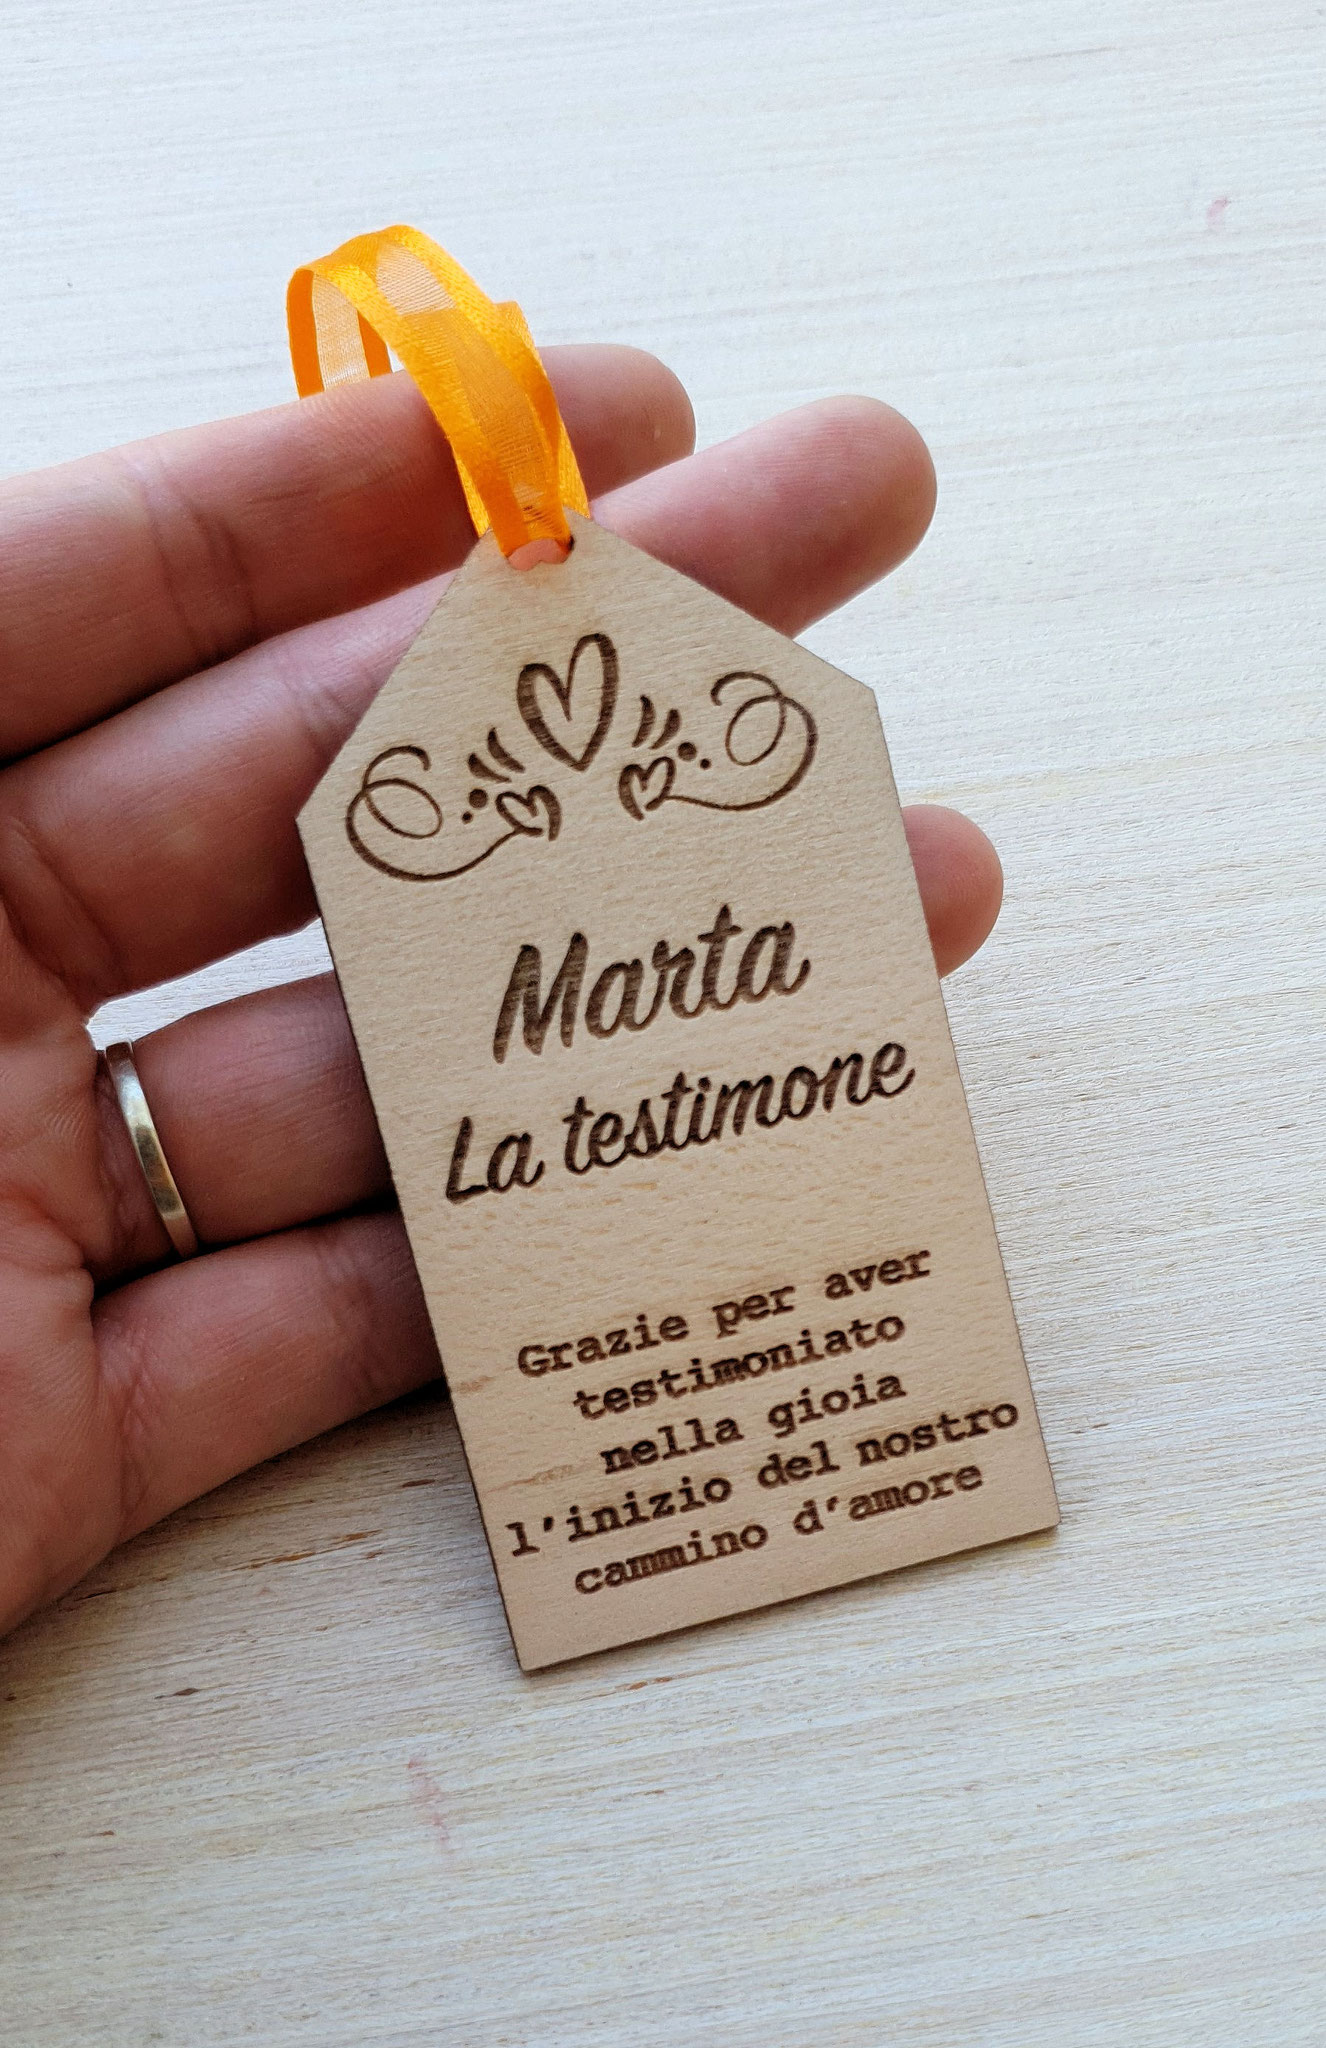 Marta
La testimone
Grazie per aver
testimoniato
nella gioia
l'inizio del nostro
cammino d'amore